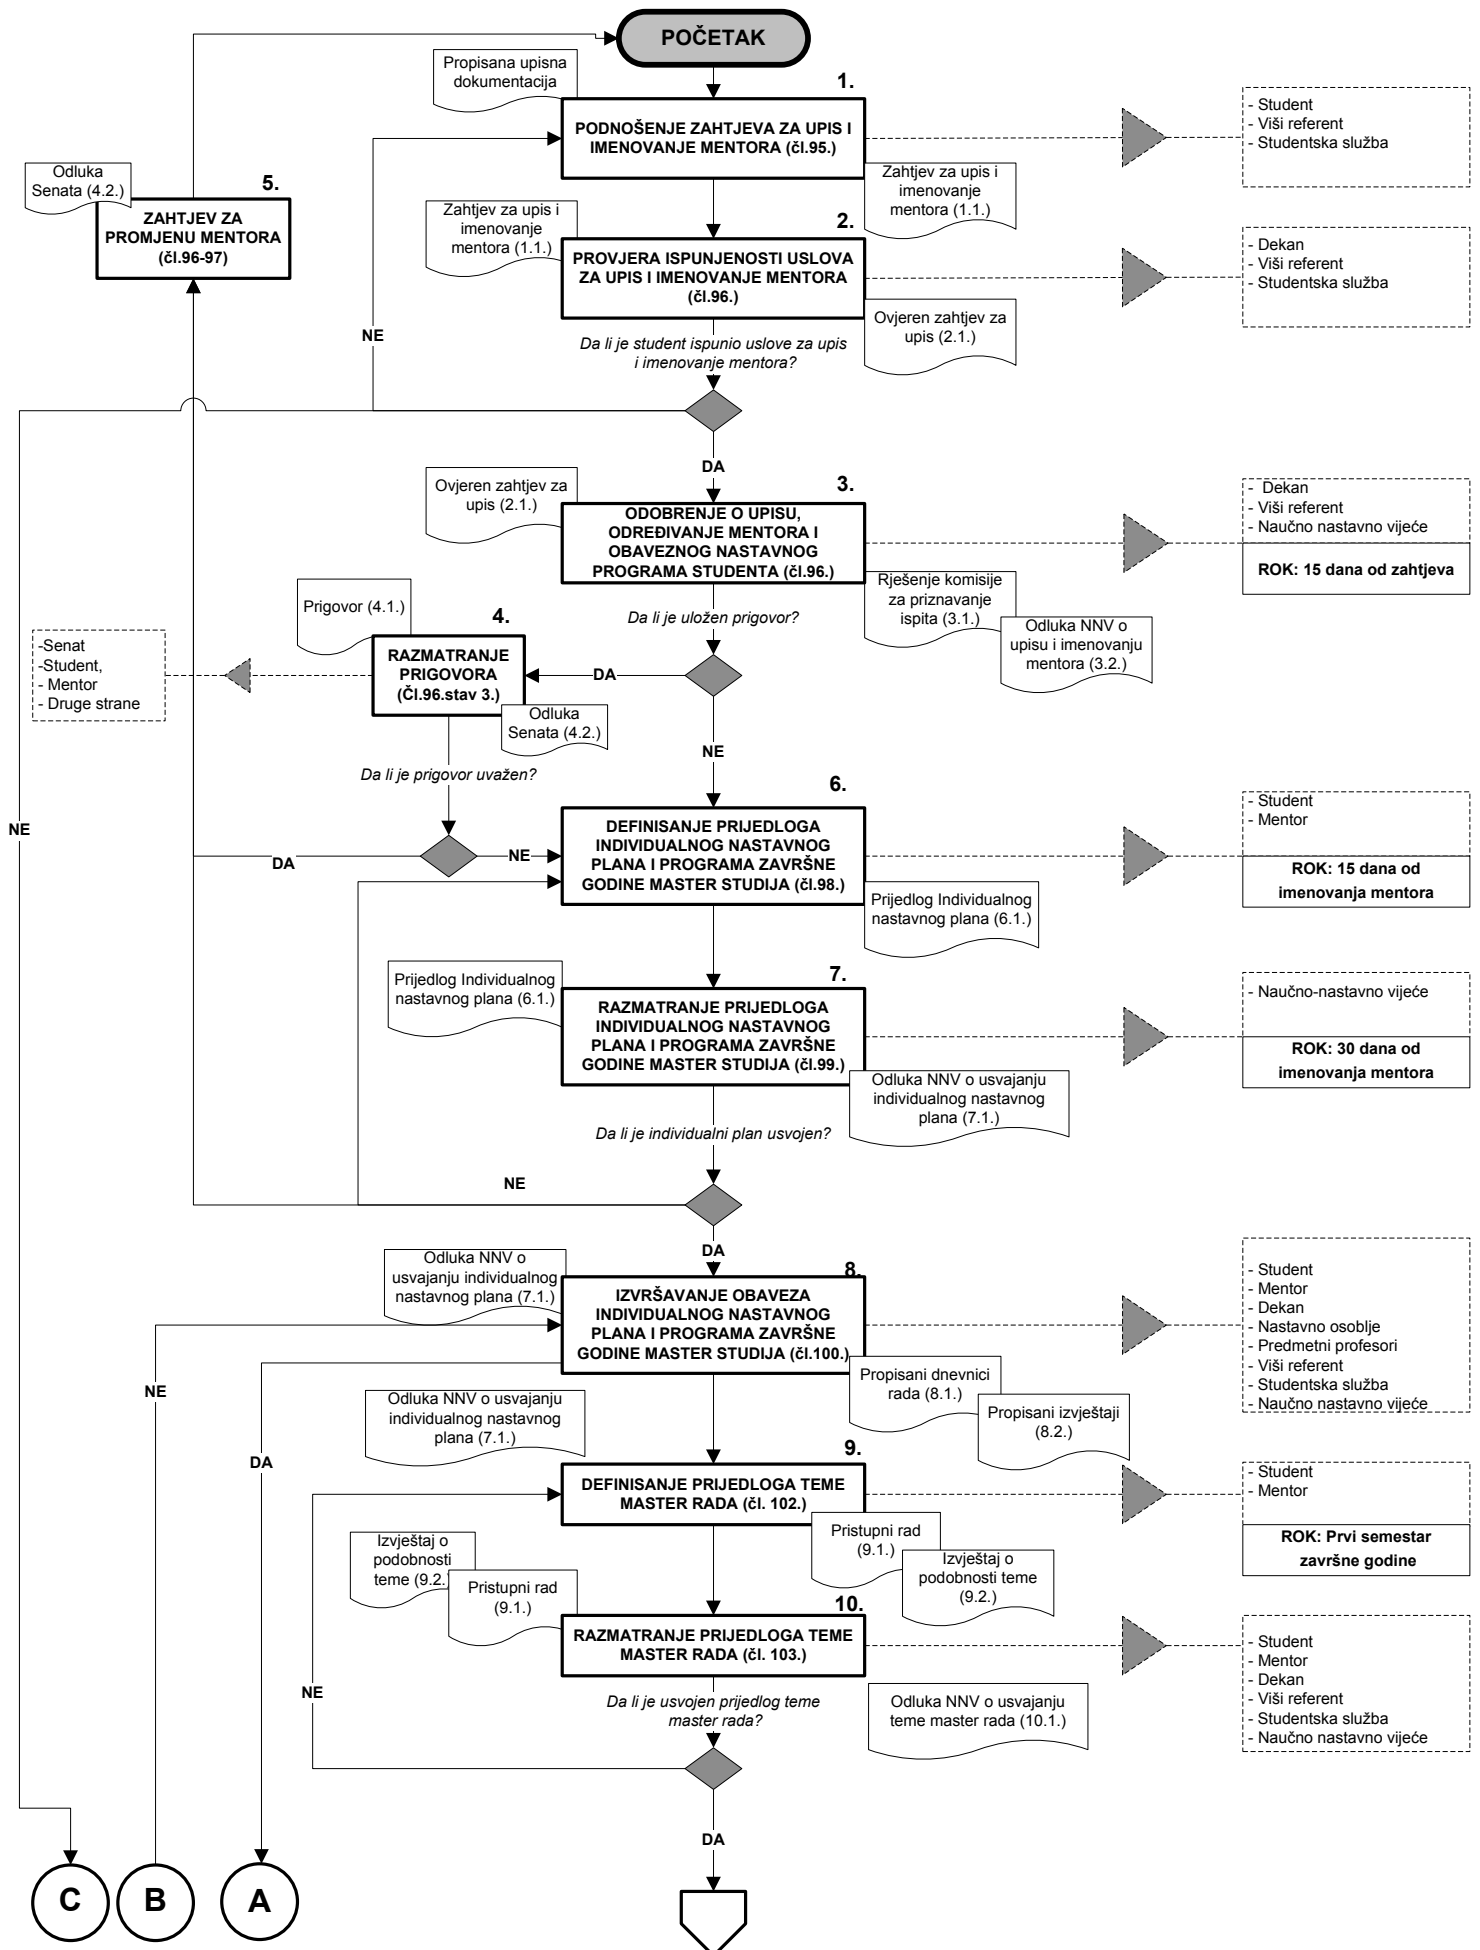 POČETAK
Propisana upisna
dokumentacija
1.
PODNOŠENJE ZAHTJEVA ZA UPIS I
IMENOVANJE MENTORA (čl.95.)
- Student
- Viši referent
- Studentska služba
Zahtjev za upis i
imenovanje
mentora (1.1.)
Odluka
Senata (4.2.)
5.
ZAHTJEV ZA
PROMJENU MENTORA
(čl.96-97)
Zahtjev za upis i
imenovanje
mentora (1.1.)
2.
PROVJERA ISPUNJENOSTI USLOVA
ZA UPIS I IMENOVANJE MENTORA
(čl.96.)
- Dekan
- Viši referent
- Studentska služba
Ovjeren zahtjev za
upis (2.1.)
NE
Da li je student ispunio uslove za upis
i imenovanje mentora?
DA
Ovjeren zahtjev za
upis (2.1.)
3.
ODOBRENJE O UPISU,
ODREĐIVANJE MENTORA I
OBAVEZNOG NASTAVNOG
PROGRAMA STUDENTA (čl.96.)
- Dekan
- Viši referent
- Naučno nastavno vijeće
ROK: 15 dana od zahtjeva
Rješenje komisije
za priznavanje
ispita (3.1.)
Odluka NNV o
upisu i imenovanju
mentora (3.2.)
Da li je uložen prigovor?
Prigovor (4.1.)
4.
RAZMATRANJE
PRIGOVORA
(Čl.96.stav 3.)
-Senat
-Student,
- Mentor
- Druge strane
DA
Odluka
Senata (4.2.)
NE
Da li je prigovor uvažen?
NE
DA
NE
6.
DEFINISANJE PRIJEDLOGA
INDIVIDUALNOG NASTAVNOG
PLANA I PROGRAMA ZAVRŠNE
GODINE MASTER STUDIJA (čl.98.)
- Student
- Mentor
ROK: 15 dana od
imenovanja mentora
Prijedlog Individualnog
nastavnog plana (6.1.)
Prijedlog Individualnog
nastavnog plana (6.1.)
7.
RAZMATRANJE PRIJEDLOGA
INDIVIDUALNOG NASTAVNOG
PLANA I PROGRAMA ZAVRŠNE
GODINE MASTER STUDIJA (čl.99.)
- Naučno-nastavno vijeće
ROK: 30 dana od
imenovanja mentora
Odluka NNV o usvajanju
individualnog nastavnog
plana (7.1.)
Da li je individualni plan usvojen?
NE
DA
Odluka NNV o
usvajanju individualnog
nastavnog plana (7.1.)
8.
IZVRŠAVANJE OBAVEZA
INDIVIDUALNOG NASTAVNOG
PLANA I PROGRAMA ZAVRŠNE
GODINE MASTER STUDIJA (čl.100.)
- Student
- Mentor
- Dekan
- Nastavno osoblje
- Predmetni profesori
- Viši referent
- Studentska služba
- Naučno nastavno vijeće
Propisani dnevnici
rada (8.1.)
Propisani izvještaji
(8.2.)
NE
DA
Odluka NNV o usvajanju
individualnog nastavnog
plana (7.1.)
9.
DEFINISANJE PRIJEDLOGA TEME
MASTER RADA (čl. 102.)
- Student
- Mentor
ROK: Prvi semestar
završne godine
Pristupni rad
(9.1.)
Izvještaj o
podobnosti teme
(9.2.)
Izvještaj o
podobnosti
teme (9.2.)
Pristupni rad
(9.1.)
10.
RAZMATRANJE PRIJEDLOGA TEME
MASTER RADA (čl. 103.)
- Student
- Mentor
- Dekan
- Viši referent
- Studentska služba
- Naučno nastavno vijeće
Odluka NNV o usvajanju
teme master rada (10.1.)
NE
Da li je usvojen prijedlog teme
master rada?
DA
C
B
A